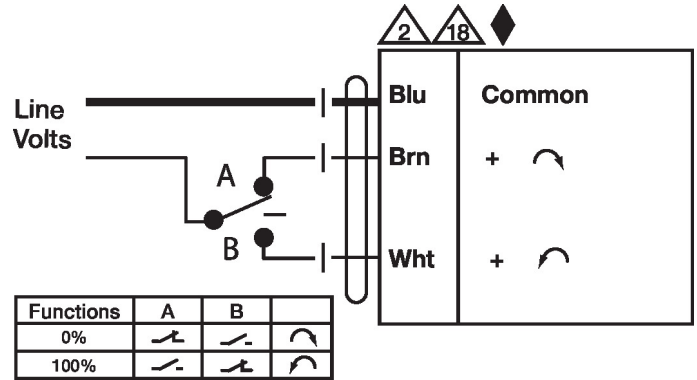 2 18
Line
Volts
Blu Common
Brn +
A
B
Wht +
Functions A B
0%
100%